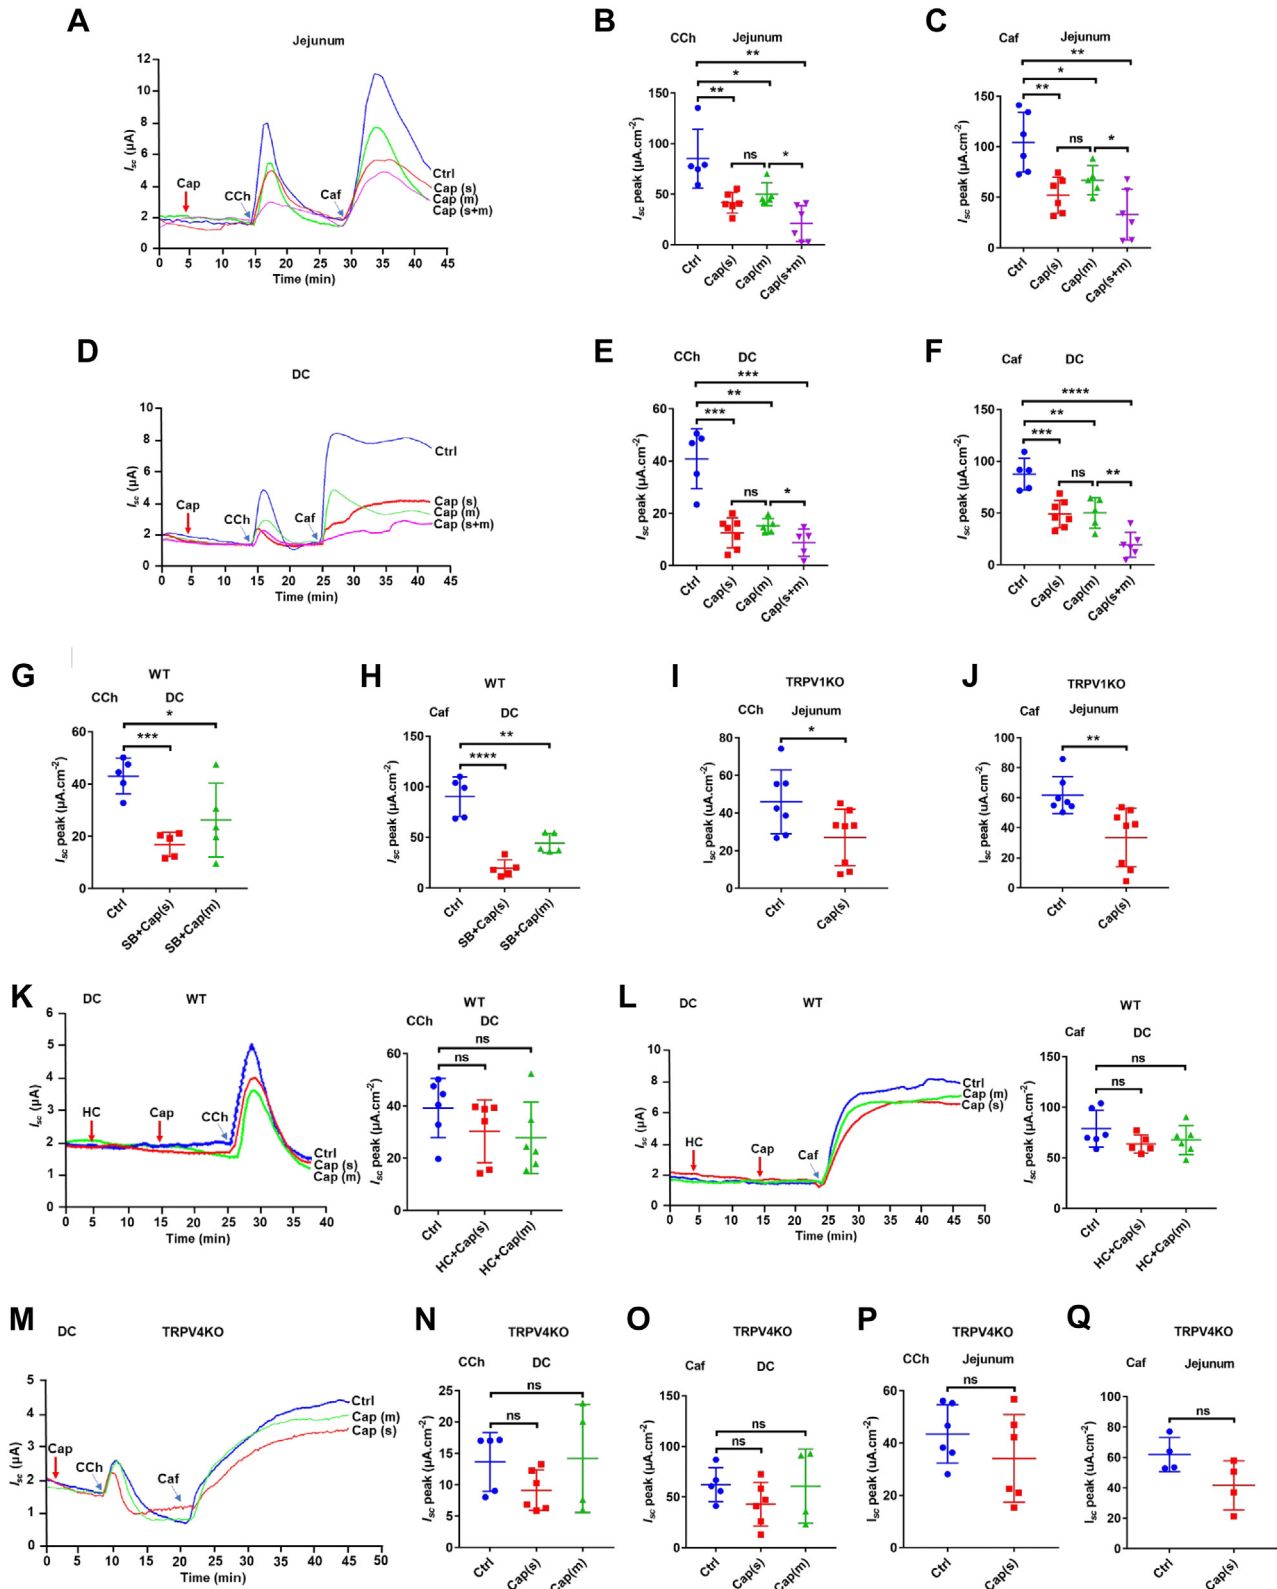 A
Jejunum
12
10
8
6
4
2
0
Isc (µA)
Cap
CCh
Caf
Ctrl
Cap (s)
Cap (m)
Cap (s+m)
0 5 10 15 20 25 30 35 40 45
Time (min)
B
CCh Jejunum
**
*
**
ns
*
150
100
50
0
Isc peak (µA.cm-2)
Ctrl Cap(s) Cap(m) Cap(s+m)
C
Caf Jejunum
**
*
**
ns
*
150
100
50
0
Isc peak (µA.cm-2)
Ctrl Cap(s) Cap(m) Cap(s+m)
D
DC
10
8
6
4
2
0
Isc (µA)
Cap
CCh
Caf
Ctrl
Cap (s)
Cap (m)
Cap (s+m)
0 5 10 15 20 25 30 35 40 45
Time (min)
E
CCh DC
***
**
***
ns
*
60
40
20
0
Isc peak (µA.cm-2)
Ctrl Cap(s) Cap(m) Cap(s+m)
F
Caf DC
****
**
***
ns
**
150
100
50
0
Isc peak (µA.cm-2)
Ctrl Cap(s) Cap(m) Cap(s+m)
G
WT
CCh DC
*
***
60
40
20
0
Isc peak (µA.cm-2)
Ctrl SB+Cap(s) SB+Cap(m)
H
WT
Caf DC
**
****
150
100
50
0
Isc peak (µA.cm-2)
Ctrl SB+Cap(s) SB+Cap(m)
I
TRPV1KO
CCh Jejunum
*
80
60
40
20
0
Isc peak (uA.cm-2)
Ctrl Cap(s)
J
TRPV1KO
Caf Jejunum
**
100
80
60
40
20
0
Isc peak (uA.cm-2)
Ctrl Cap(s)
K
DC WT
5
4
3
2
1
0
Isc (µA)
HC
Cap
CCh
Ctrl
Cap (s)
Cap (m)
0 5 10 15 20 25 30 35 40
Time (min)
WT
CCh DC
ns
ns
60
40
20
0
Isc peak (µA.cm-2)
Ctrl HC+Cap(s) HC+Cap(m)
L
DC WT
10
8
6
4
2
0
Isc (µA)
HC
Cap
Caf
Ctrl
Cap (m)
Cap (s)
0 5 10 15 20 25 30 35 40 45 50
Time (min)
WT
Caf DC
ns
ns
150
100
50
0
Isc peak (µA.cm-2)
Ctrl HC+Cap(s) HC+Cap(m)
M
DC TRPV4KO
5
4
3
2
1
0
Isc (µA)
Cap
CCh
Caf
Ctrl
Cap (m)
Cap (s)
0 5 10 15 20 25 30 35 40 45 50
Time (min)
N
TRPV4KO
CCh DC
ns
ns
25
20
15
10
5
0
Isc peak (µA.cm-2)
Ctrl Cap(s) Cap(m)
O
TRPV4KO
Caf DC
ns
ns
150
100
50
0
Isc peak (µA.cm-2)
Ctrl Cap(s) Cap(m)
P
TRPV4KO
CCh Jejunum
ns
60
40
20
0
Isc peak (uA.cm-2)
Ctrl Cap(s)
Q
TRPV4KO
Caf Jejunum
ns
100
80
60
40
20
0
Isc peak (uA.cm-2)
Ctrl Cap(s)